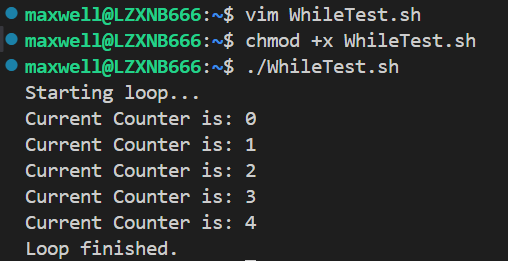 maxwell@LZXNB666:~$ vim WhileTest.sh
maxwell@LZXNB666:~$ chmod +x WhileTest.sh
maxwell@LZXNB666:~$ ./WhileTest.sh
Starting loop...
Current Counter is: 0
Current Counter is: 1
Current Counter is: 2
Current Counter is: 3
Current Counter is: 4
Loop finished.